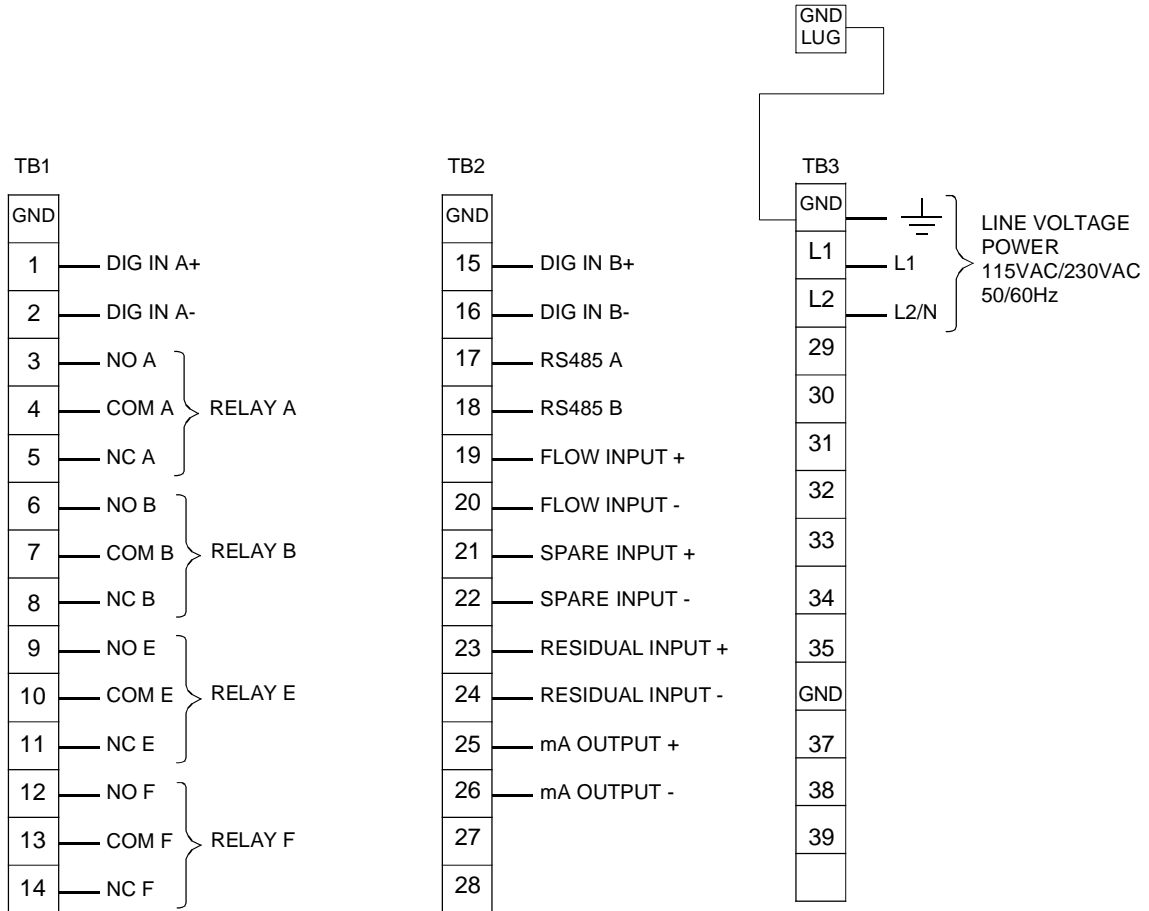 GND
LUG
TB1
GND
1 DIG IN A+
2 DIG IN A-
3 NO A
4 COM A RELAY A
5 NC A
6 NO B
7 COM B RELAY B
8 NC B
9 NO E
10 COM E RELAY E
11 NC E
12 NO F
13 COM F RELAY F
14 NC F
TB2
GND
15 DIG IN B+
16 DIG IN B-
17 RS485 A
18 RS485 B
19 FLOW INPUT +
20 FLOW INPUT -
21 SPARE INPUT +
22 SPARE INPUT -
23 RESIDUAL INPUT +
24 RESIDUAL INPUT -
25 mA OUTPUT +
26 mA OUTPUT -
27
28
TB3
GND
L1 L1
L2 L2/N
LINE VOLTAGE
POWER
115VAC/230VAC
50/60Hz
29
30
31
32
33
34
35
GND
37
38
39